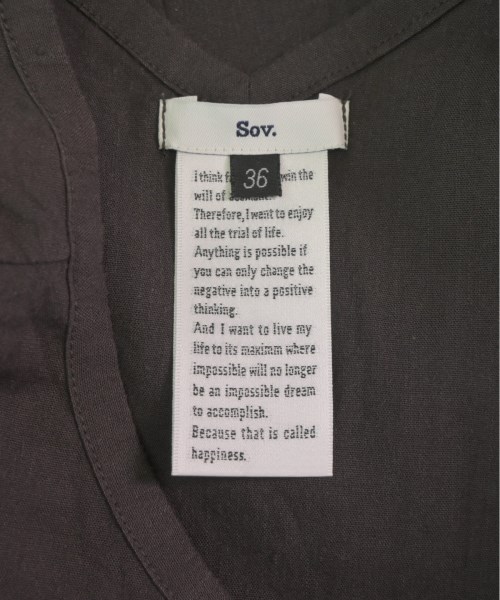 Sov.
36
I think win the
will of
Therefore, I want to enjoy
all the trial of life.
Anything is possible if
you can only change the
negative into a positive
thinking.
And I want to live my
life to its maximm where
impossible will no longer
be an impossible dream
to accomplish.
Because that is called
happiness.